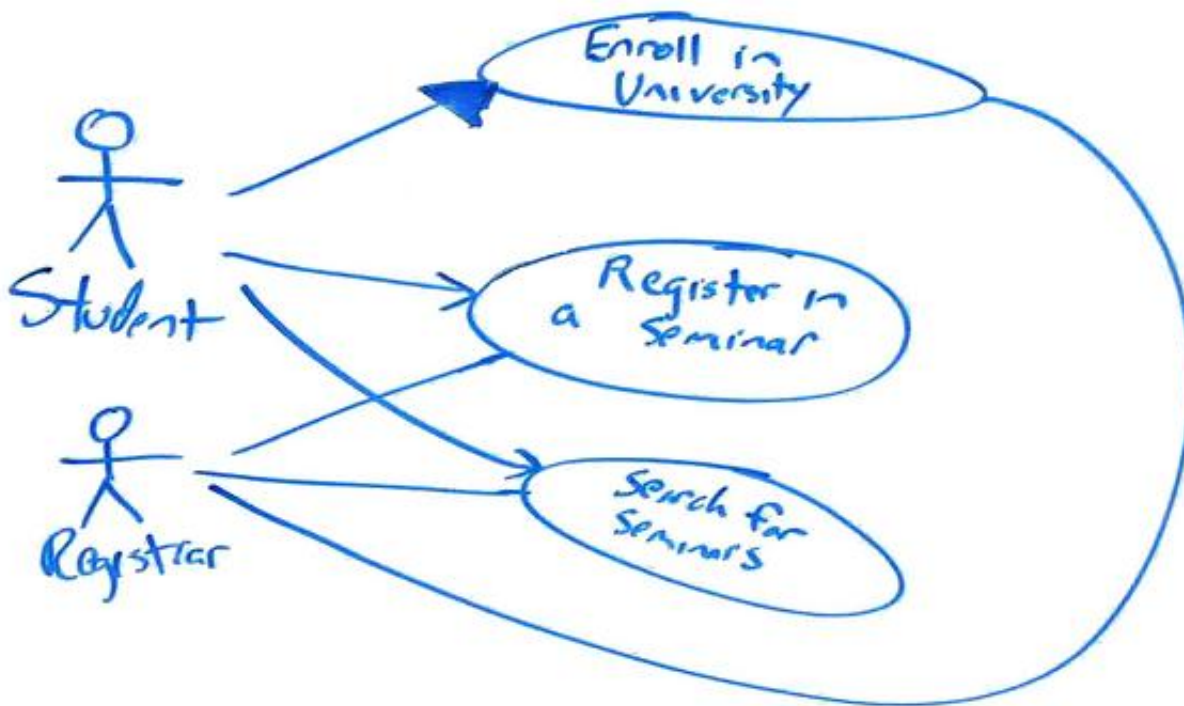 Enroll in
University
Student
Register in
a Seminar
Registrar
Search for
Seminars